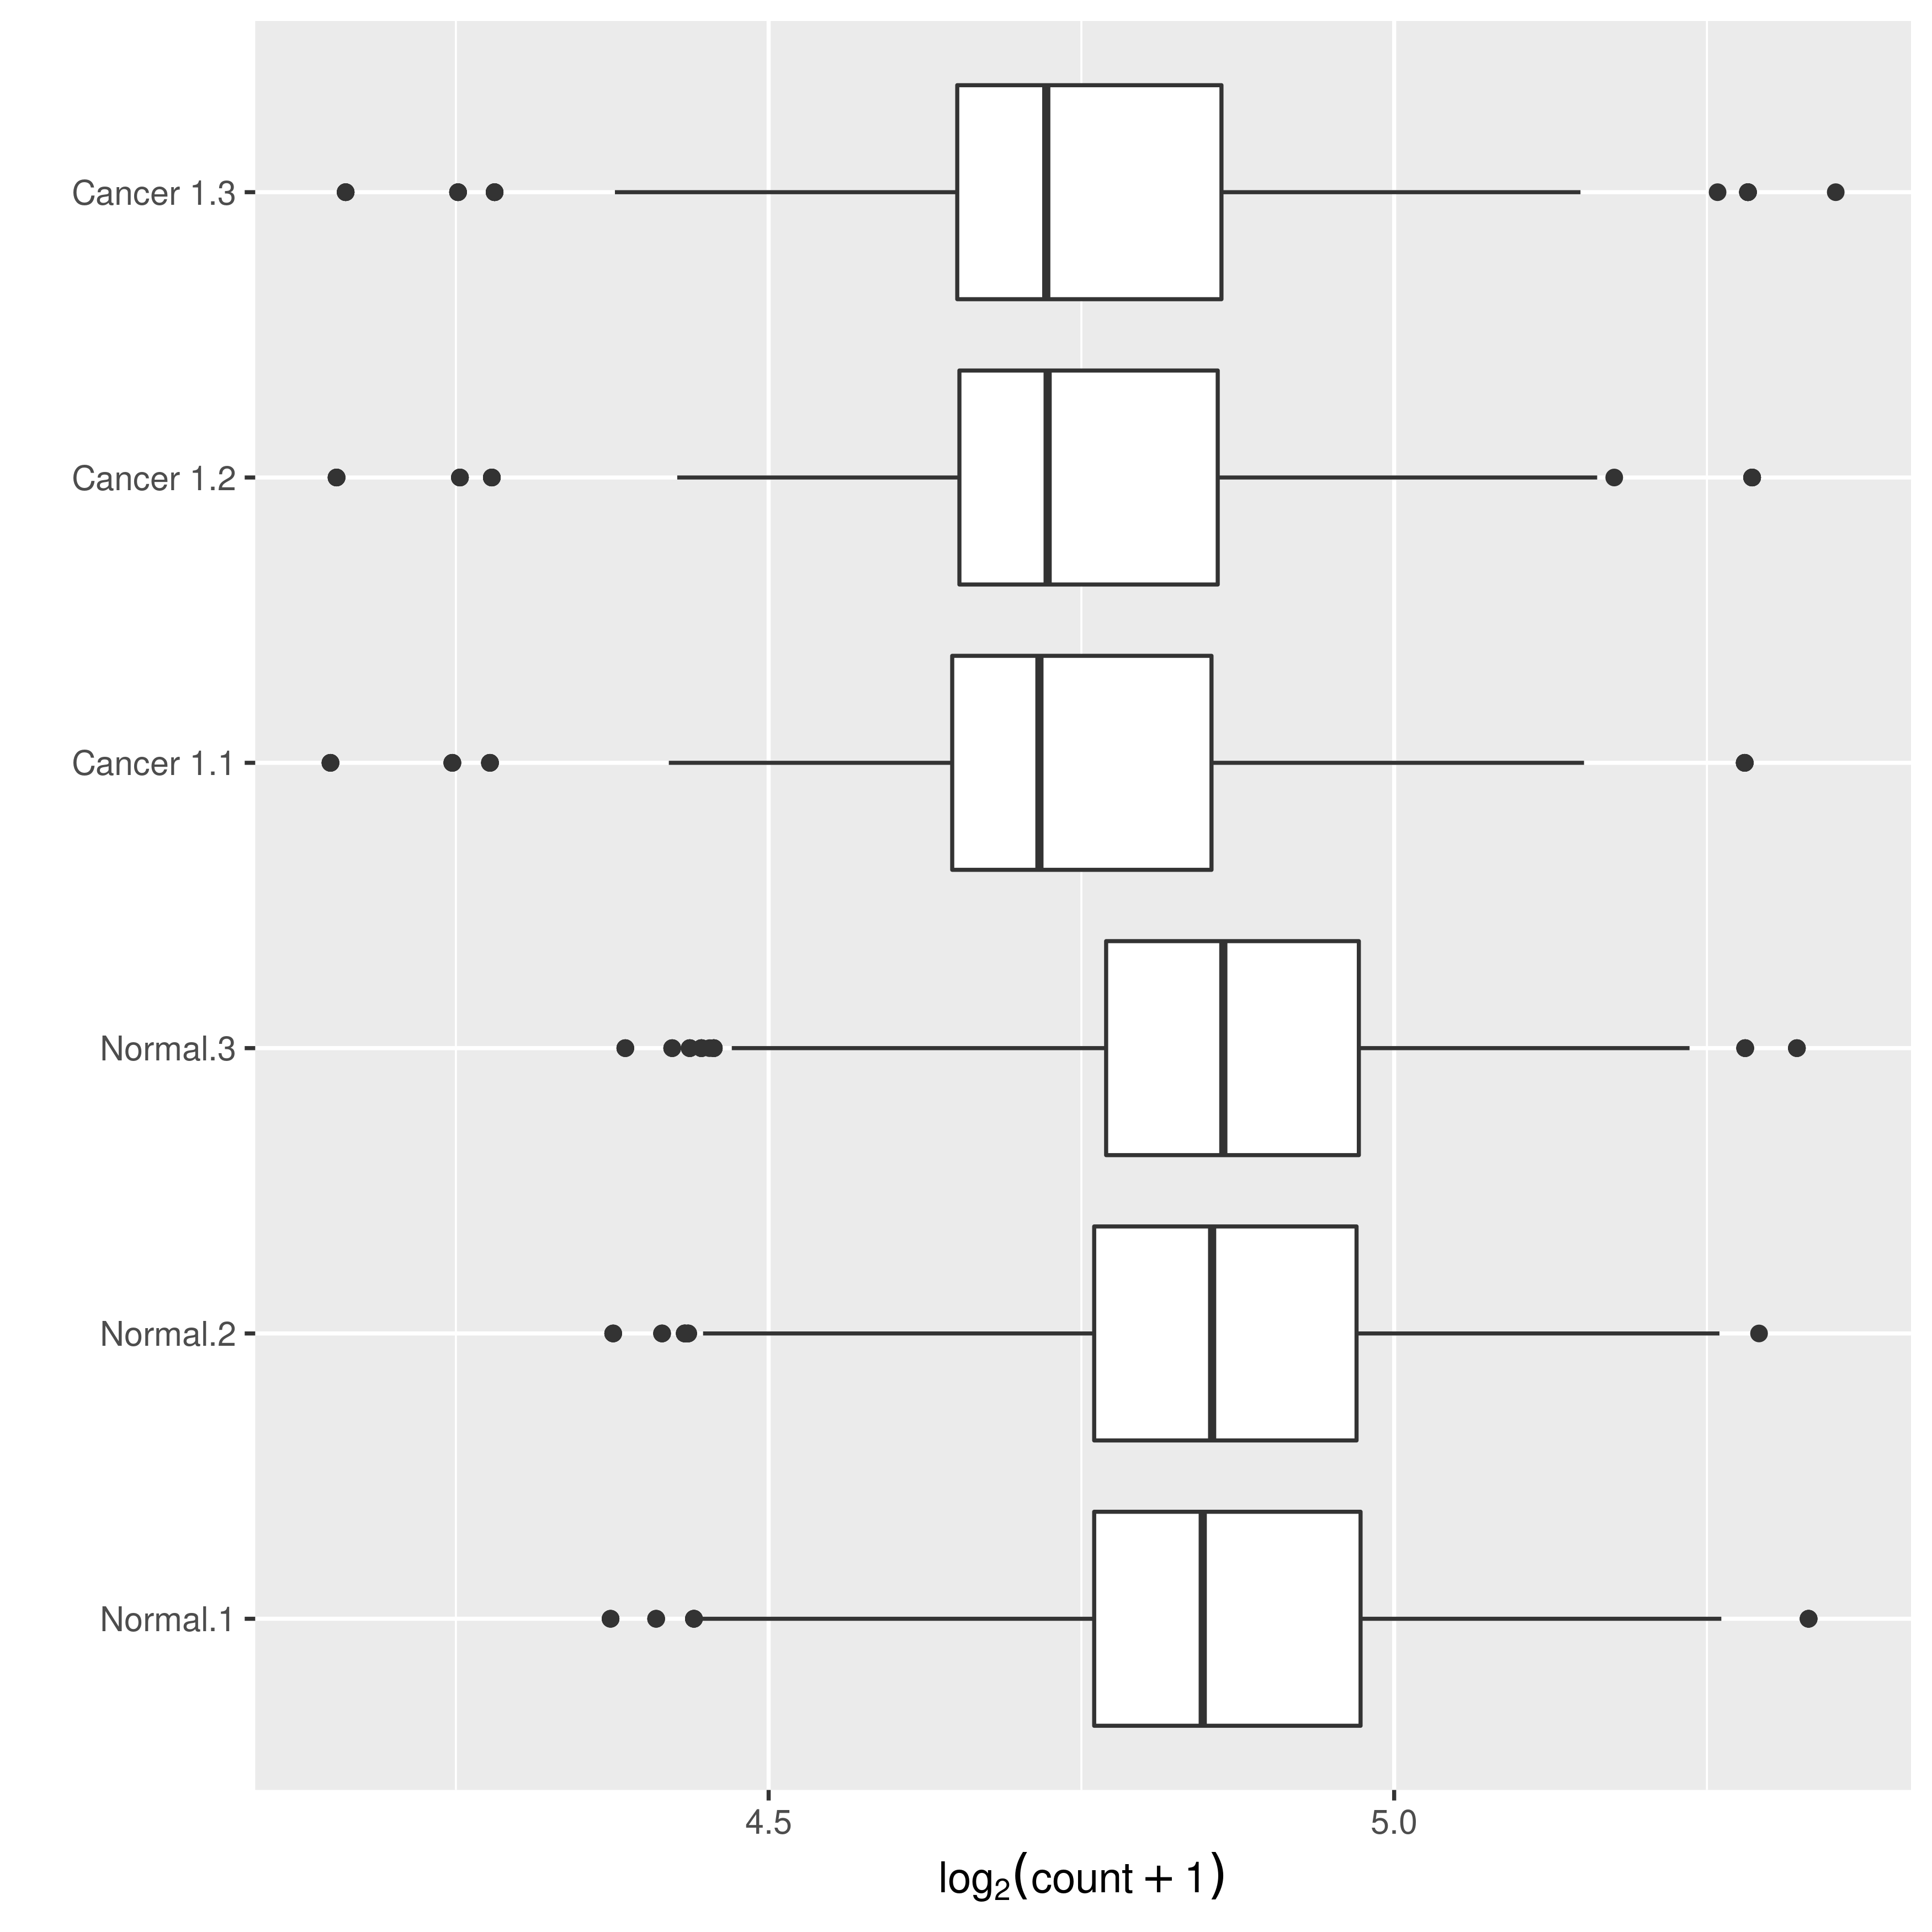 Cancer 1.3
Cancer 1.2
Cancer 1.1
Normal.3
Normal.2
Normal.1
4.5 5.0
log₂(count + 1)